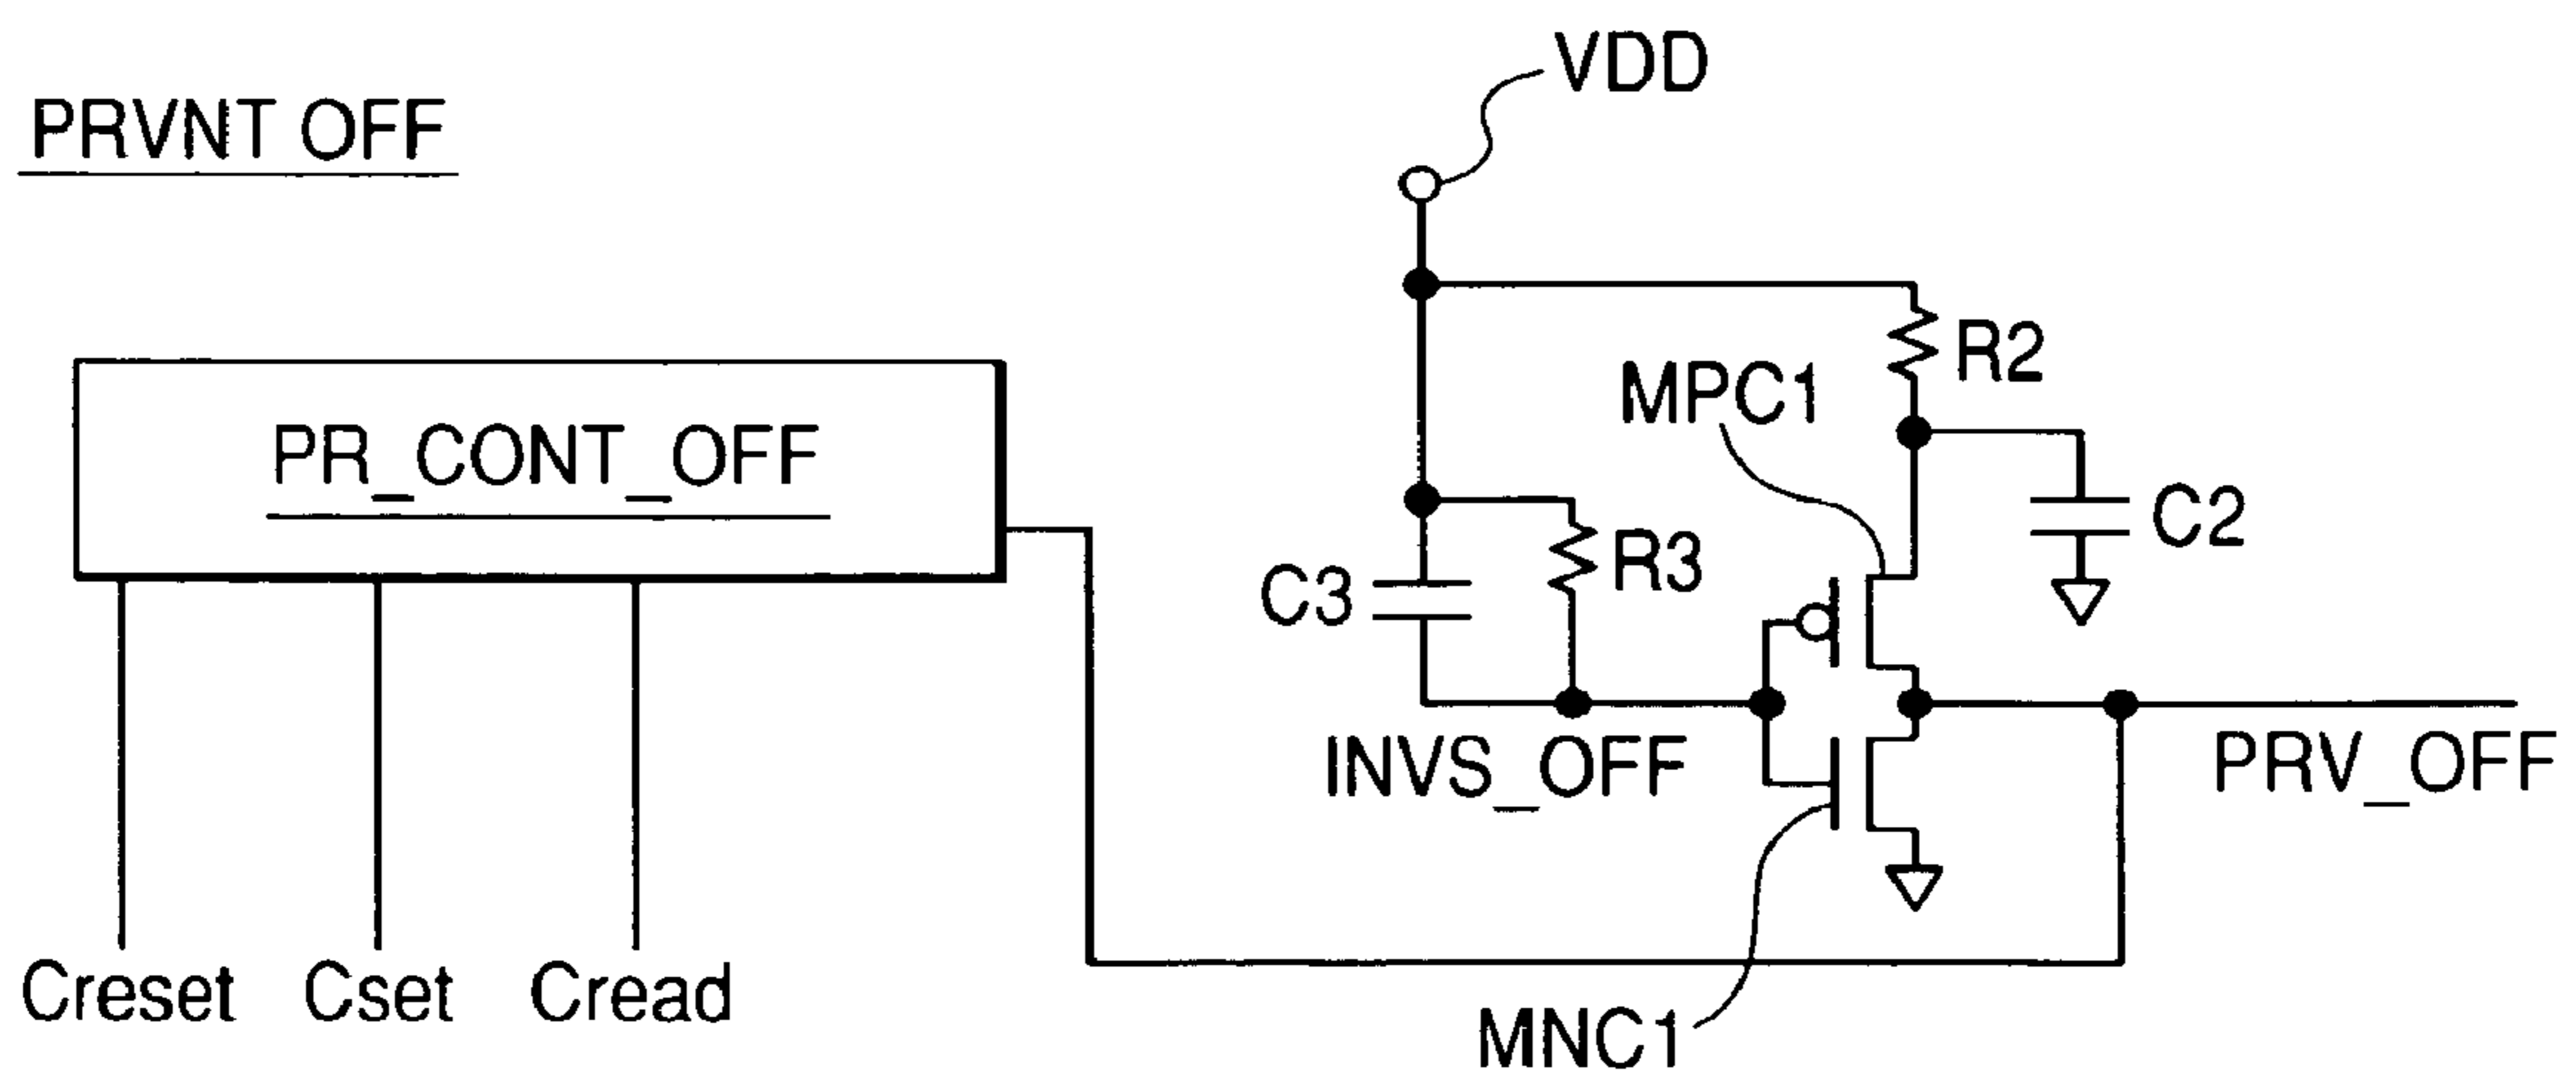 VDD
PRVNT OFF
R2
MPC1
PR_CONT_OFF
C2
R3
C3
INVS_OFF
PRV_OFF
Creset
Cset
Cread
MNC1